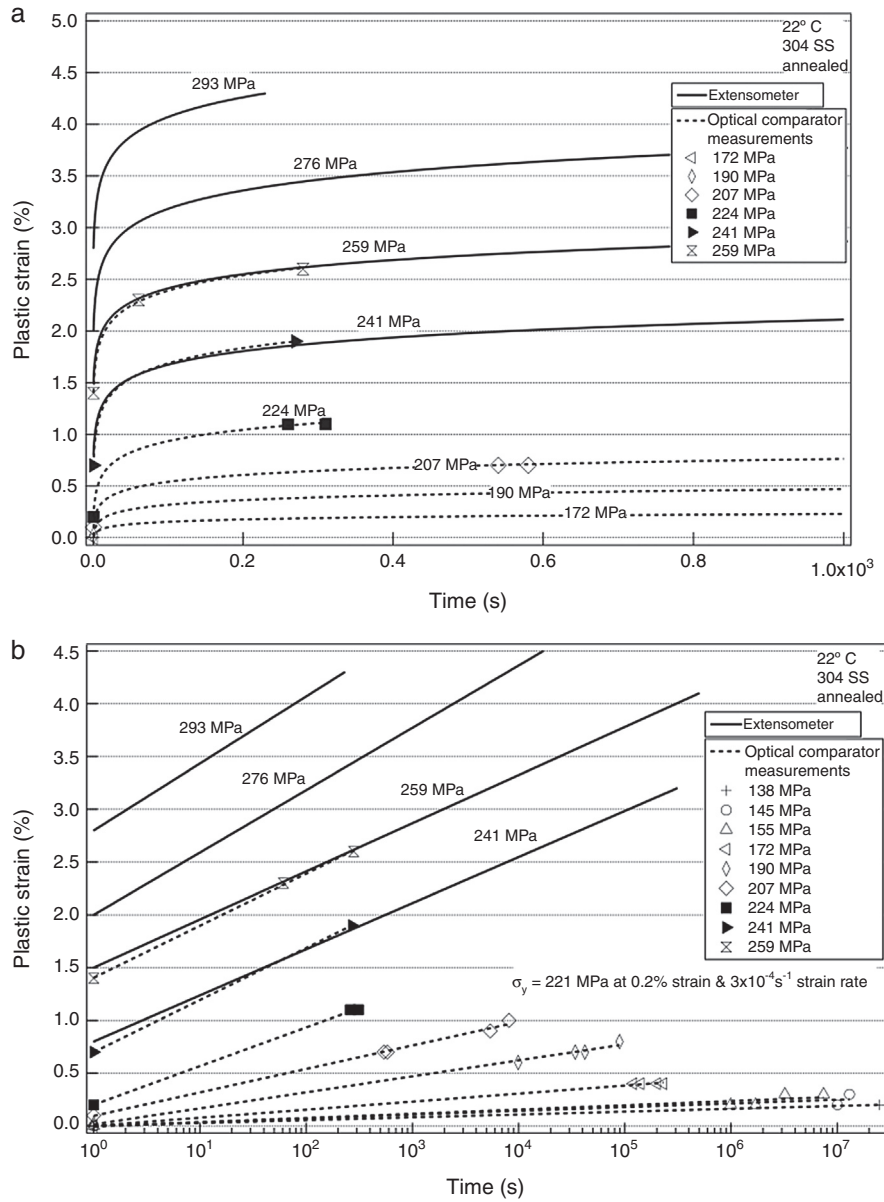 a
22° C
304 SS
annealed
Extensometer
Optical comparator
measurements
172 MPa
190 MPa
207 MPa
224 MPa
241 MPa
259 MPa
293 MPa
276 MPa
259 MPa
241 MPa
224 MPa
207 MPa
190 MPa
172 MPa
5.0
4.5
4.0
3.5
3.0
2.5
2.0
1.5
1.0
0.5
0.0
Plastic strain (%)
0.0
0.2
0.4
0.6
0.8
1.0x10³
Time (s)
b
22° C
304 SS
annealed
Extensometer
Optical comparator
measurements
138 MPa
145 MPa
155 MPa
172 MPa
190 MPa
207 MPa
224 MPa
241 MPa
259 MPa
293 MPa
276 MPa
259 MPa
241 MPa
σy = 221 MPa at 0.2% strain & 3x10⁻⁴s⁻¹ strain rate
4.5
4.0
3.5
3.0
2.5
2.0
1.5
1.0
0.5
0.0
Plastic strain (%)
10⁰
10¹
10²
10³
10⁴
10⁵
10⁶
10⁷
Time (s)